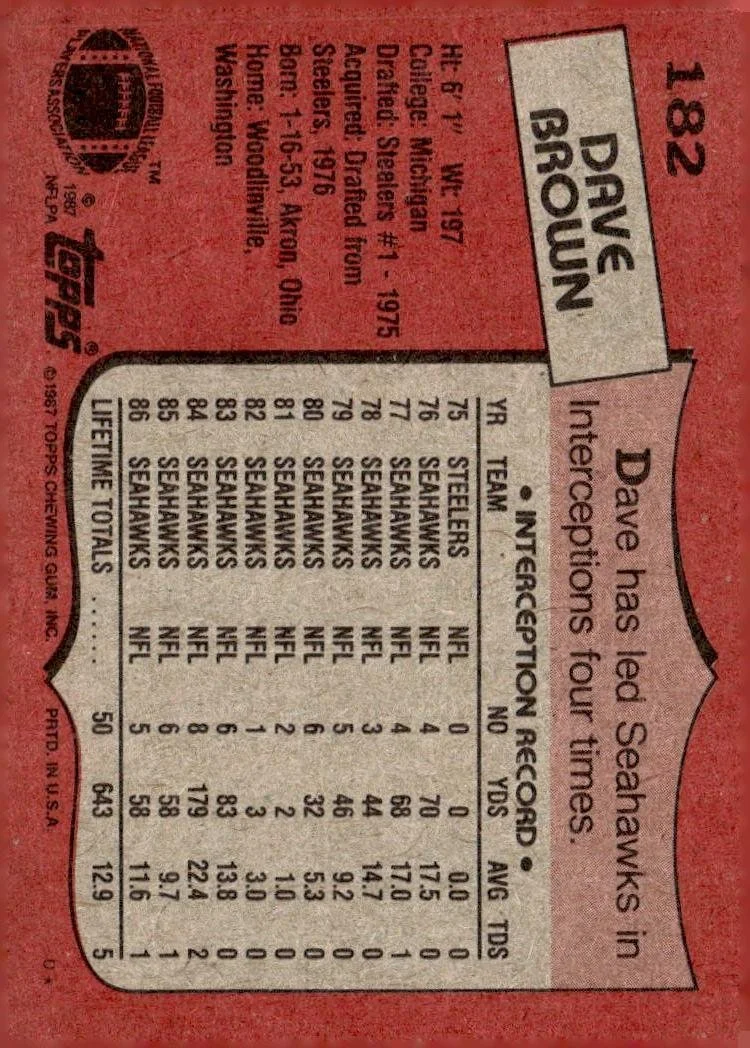 182
DAVE
BROWN
Ht: 6' 1" Wt: 197
College: Michigan
Drafted: Steelers #1 - 1975
Acquired: Drafted from
Steelers, 1976
Born: 1-16-53, Akron, Ohio
Home: Woodinville,
Washington
NATIONAL FOOTBALL LEAGUE
PLAYERS ASSOCIATION
TM
© 1987
NFLPA
topps®
© 1987 TOPPS CHEWING GUM, INC.
PRTD. IN U.S.A.
D*
Dave has led Seahawks in
Interceptions four times.
• INTERCEPTION RECORD •
YR TEAM NO YDS AVG TDS
75 STEELERS NFL 0 0 0.0 0
76 SEAHAWKS NFL 4 70 17.5 0
77 SEAHAWKS NFL 4 68 17.0 1
78 SEAHAWKS NFL 3 44 14.7 0
79 SEAHAWKS NFL 5 46 9.2 0
80 SEAHAWKS NFL 6 32 5.3 0
81 SEAHAWKS NFL 2 2 1.0 0
82 SEAHAWKS NFL 1 3 3.0 0
83 SEAHAWKS NFL 6 83 13.8 0
84 SEAHAWKS NFL 8 179 22.4 2
85 SEAHAWKS NFL 6 58 9.7 1
86 SEAHAWKS NFL 5 58 11.6 1
LIFETIME TOTALS ...... 50 643 12.9 5